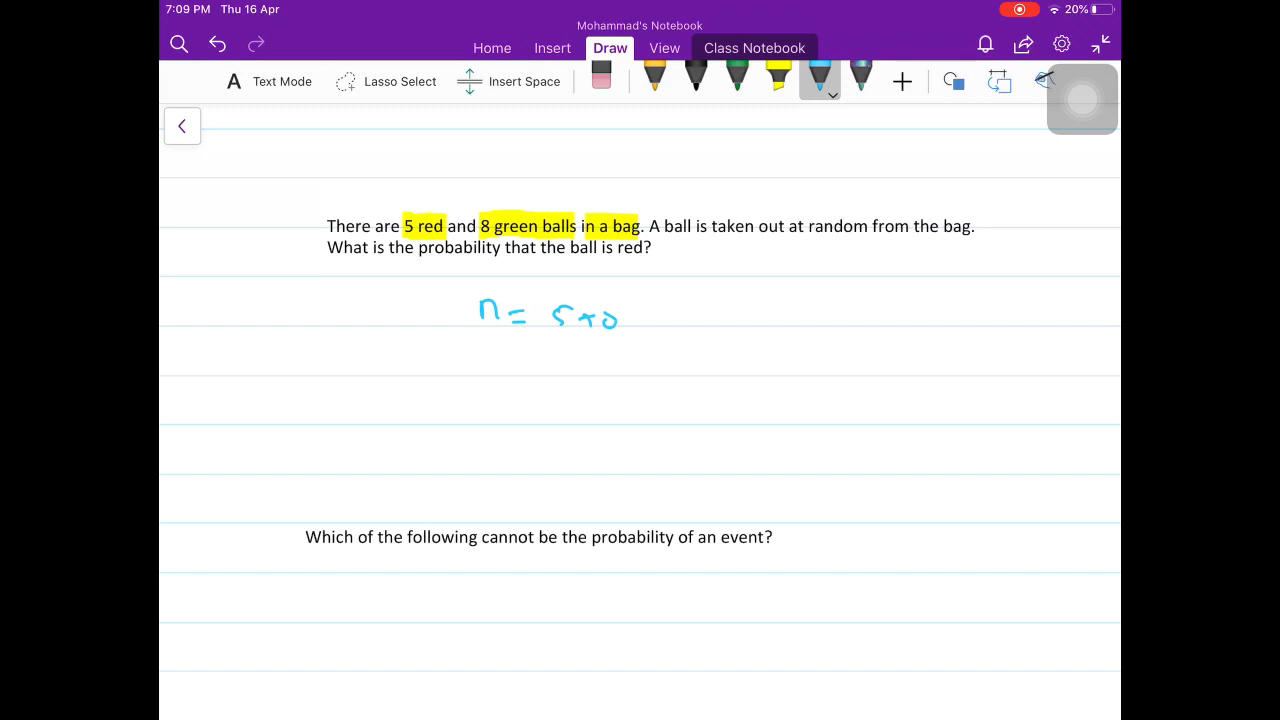 7:09 PM Thu 16 Apr
20%
Mohammad's Notebook
Home Insert Draw View Class Notebook
A Text Mode Lasso Select Insert Space
There are 5 red and 8 green balls in a bag. A ball is taken out at random from the bag.
What is the probability that the ball is red?
n = 5+0
Which of the following cannot be the probability of an event?